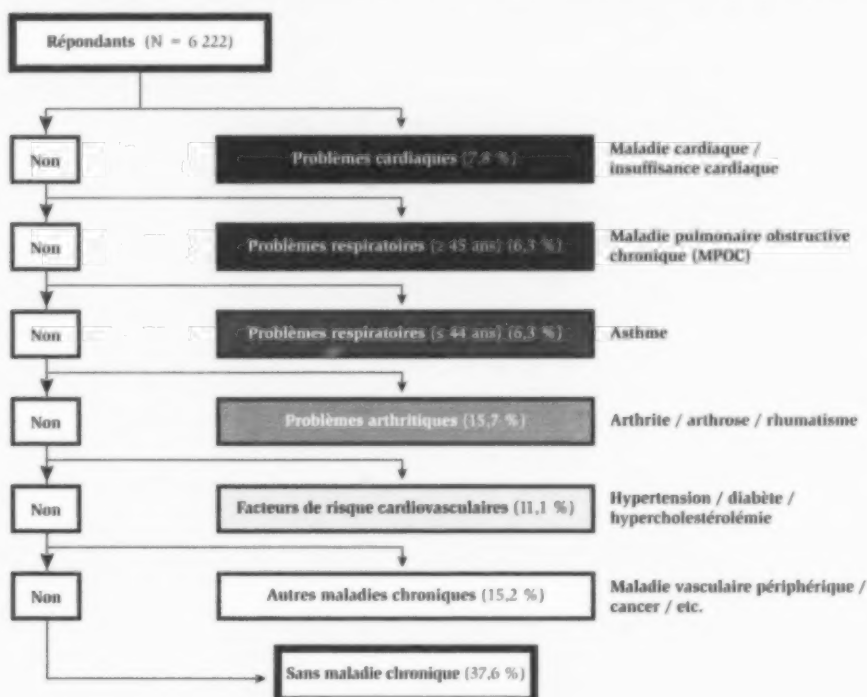 Répondants (N = 6 222)
Non
Problèmes cardiaques (7,8 %)
Maladie cardiaque /
insuffisance cardiaque
Non
Problèmes respiratoires (≥ 45 ans) (6,3 %)
Maladie pulmonaire obstructive
chronique (MPOC)
Non
Problèmes respiratoires (≤ 44 ans) (6,3 %)
Asthme
Non
Problèmes arthritiques (15,7 %)
Arthrite / arthrose / rhumatisme
Non
Facteurs de risque cardiovasculaires (11,1 %)
Hypertension / diabète /
hypercholestérolémie
Non
Autres maladies chroniques (15,2 %)
Maladie vasculaire périphérique /
cancer / etc.
Sans maladie chronique (37,6 %)